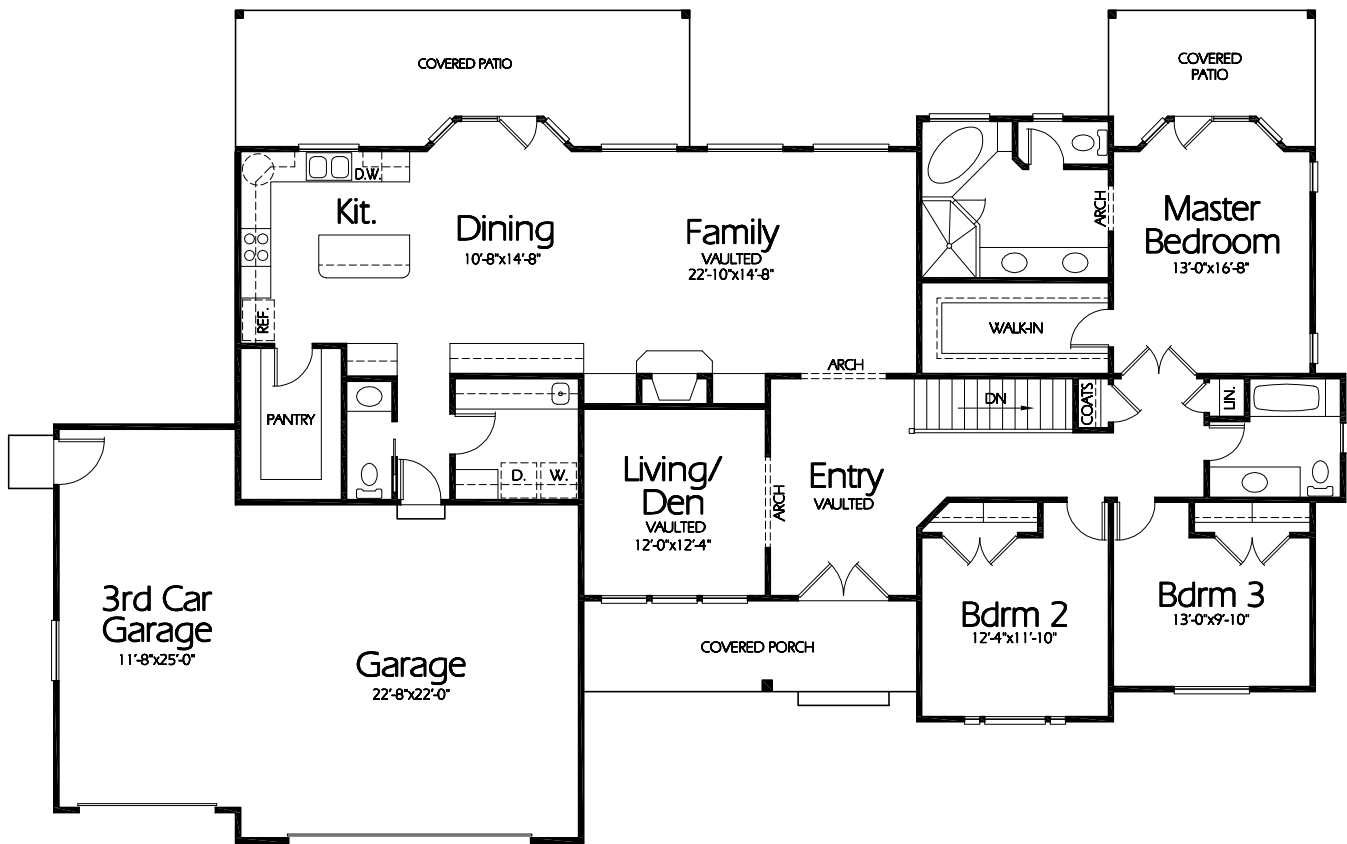 COVERED PATIO
COVERED
PATIO
D.W.
Kit.
Dining
10'-8"x14'-8"
Family
VAULTED
22'-10"x14'-8"
ARCH
Master
Bedroom
13'-0"x16'-8"
REF.
WALK-IN
ARCH
PANTRY
DN
COATS
LIN.
D.
W.
Living/
Den
VAULTED
12'-0"x12'-4"
ARCH
Entry
VAULTED
3rd Car
Garage
11'-8"x25'-0"
Garage
22'-8"x22'-0"
COVERED PORCH
Bdrm 2
12'-4"x11'-10"
Bdrm 3
13'-0"x9'-10"